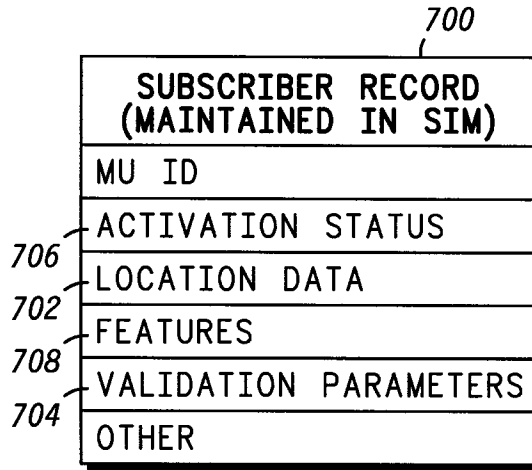 700
SUBSCRIBER RECORD
(MAINTAINED IN SIM)
MU ID
706 ACTIVATION STATUS
702 LOCATION DATA
708 FEATURES
704 VALIDATION PARAMETERS
OTHER